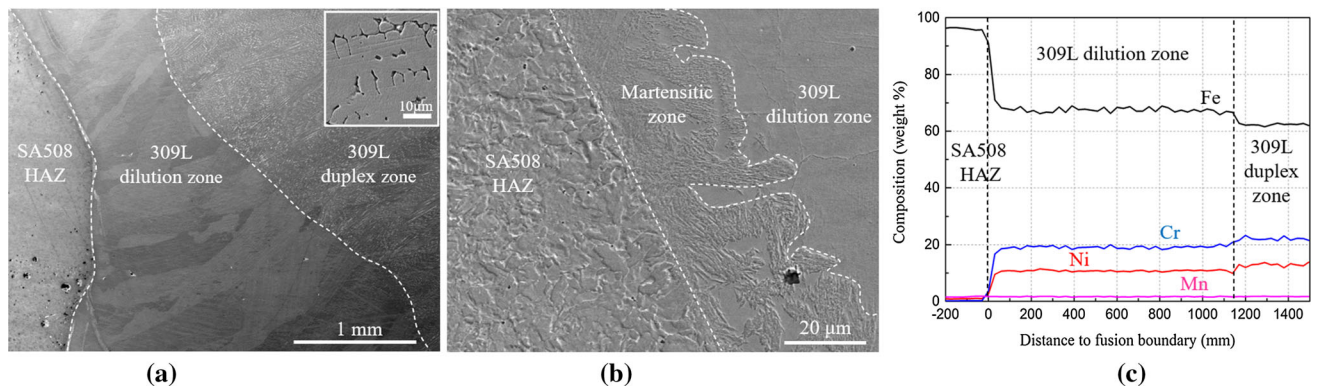 10μm
SA508
HAZ
309L
dilution zone
309L
duplex zone
1 mm
(a)
Martensitic
zone
309L
dilution zone
SA508
HAZ
20 μm
(b)
100
80
60
40
20
0
Composition (weight %)
309L dilution zone
Fe
SA508
HAZ
309L
duplex
zone
Cr
Ni
Mn
-200 0 200 400 600 800 1000 1200 1400
Distance to fusion boundary (mm)
(c)